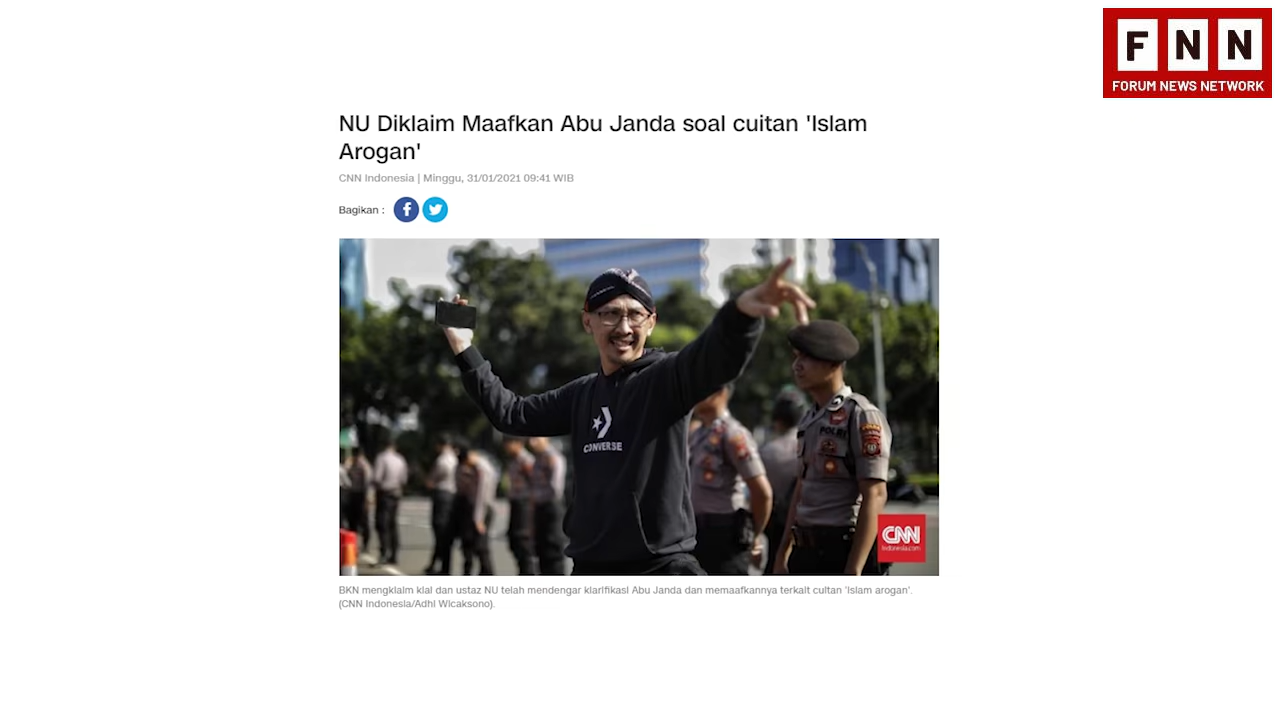 F N N
FORUM NEWS NETWORK
NU Diklaim Maafkan Abu Janda soal cuitan 'Islam
Arogan'
CNN Indonesia | Minggu, 31/01/2021 09:41 WIB
Bagikan :
CONVERSE
POLRI
CNN
Indonesia.com
BKN mengklaim kiai dan ustaz NU telah mendengar klarifikasi Abu Janda dan memaafkannya terkait cuitan 'Islam arogan'.
(CNN Indonesia/Adhi Wicaksono).